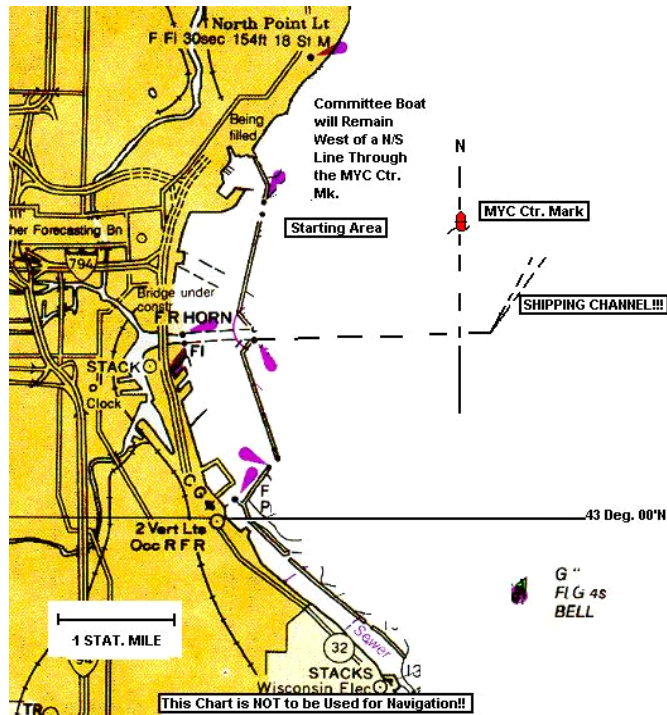 North Point Lt
F Fl 30sec 154ft 18 St M
Being
filled
Committee Boat
will Remain
West of a N/S
Line Through
the MYC Ctr.
Mk.
N
MYC Ctr. Mark
Starting Area
her Forecasting Bn
794
Bridge under
constr
F R HORN
Fl
SHIPPING CHANNEL!!!
STACK
Clock
C G
F
2 Vert Lts
Occ R F R
43 Deg. 00'N
G "
Fl G 4s
BELL
1 STAT. MILE
94
32
Sewer
13
STACKS
Wisconsin Elec
This Chart is NOT to be Used for Navigation!!
TR